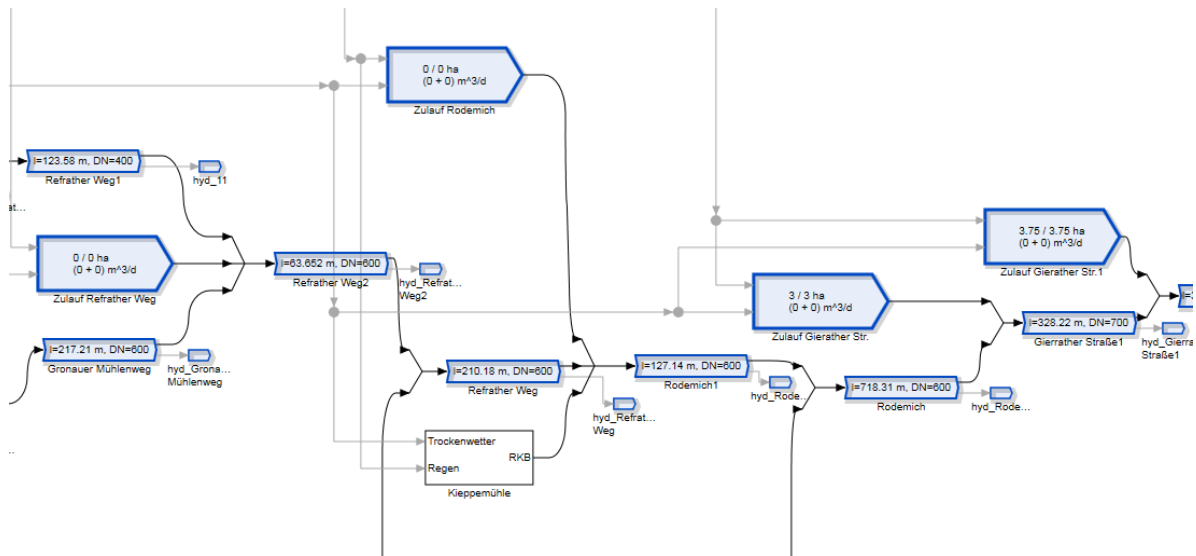 0 / 0 ha
(0 + 0) m^3/d
Zulauf Rodemich
l=123.58 m, DN=400
Refrather Weg1
hyd_11
at...
0 / 0 ha
(0 + 0) m^3/d
Zulauf Refrather Weg
l=63.652 m, DN=600
Refrather Weg2
hyd_Refrat...
Weg2
3.75 / 3.75 ha
(0 + 0) m^3/d
Zulauf Gierather Str.1
3 / 3 ha
(0 + 0) m^3/d
Zulauf Gierather Str.
l=3
l=328.22 m, DN=700
Gierrather Straße1
hyd_Gierra
Straße1
l=217.21 m, DN=600
Gronauer Mühlenweg
hyd_Grona...
Mühlenweg
l=210.18 m, DN=600
Refrather Weg
hyd_Refrat...
Weg
l=127.14 m, DN=600
Rodemich1
hyd_Rode...
l=718.31 m, DN=600
Rodemich
hyd_Rode...
...
Trockenwetter
RKB
Regen
Kieppemühle